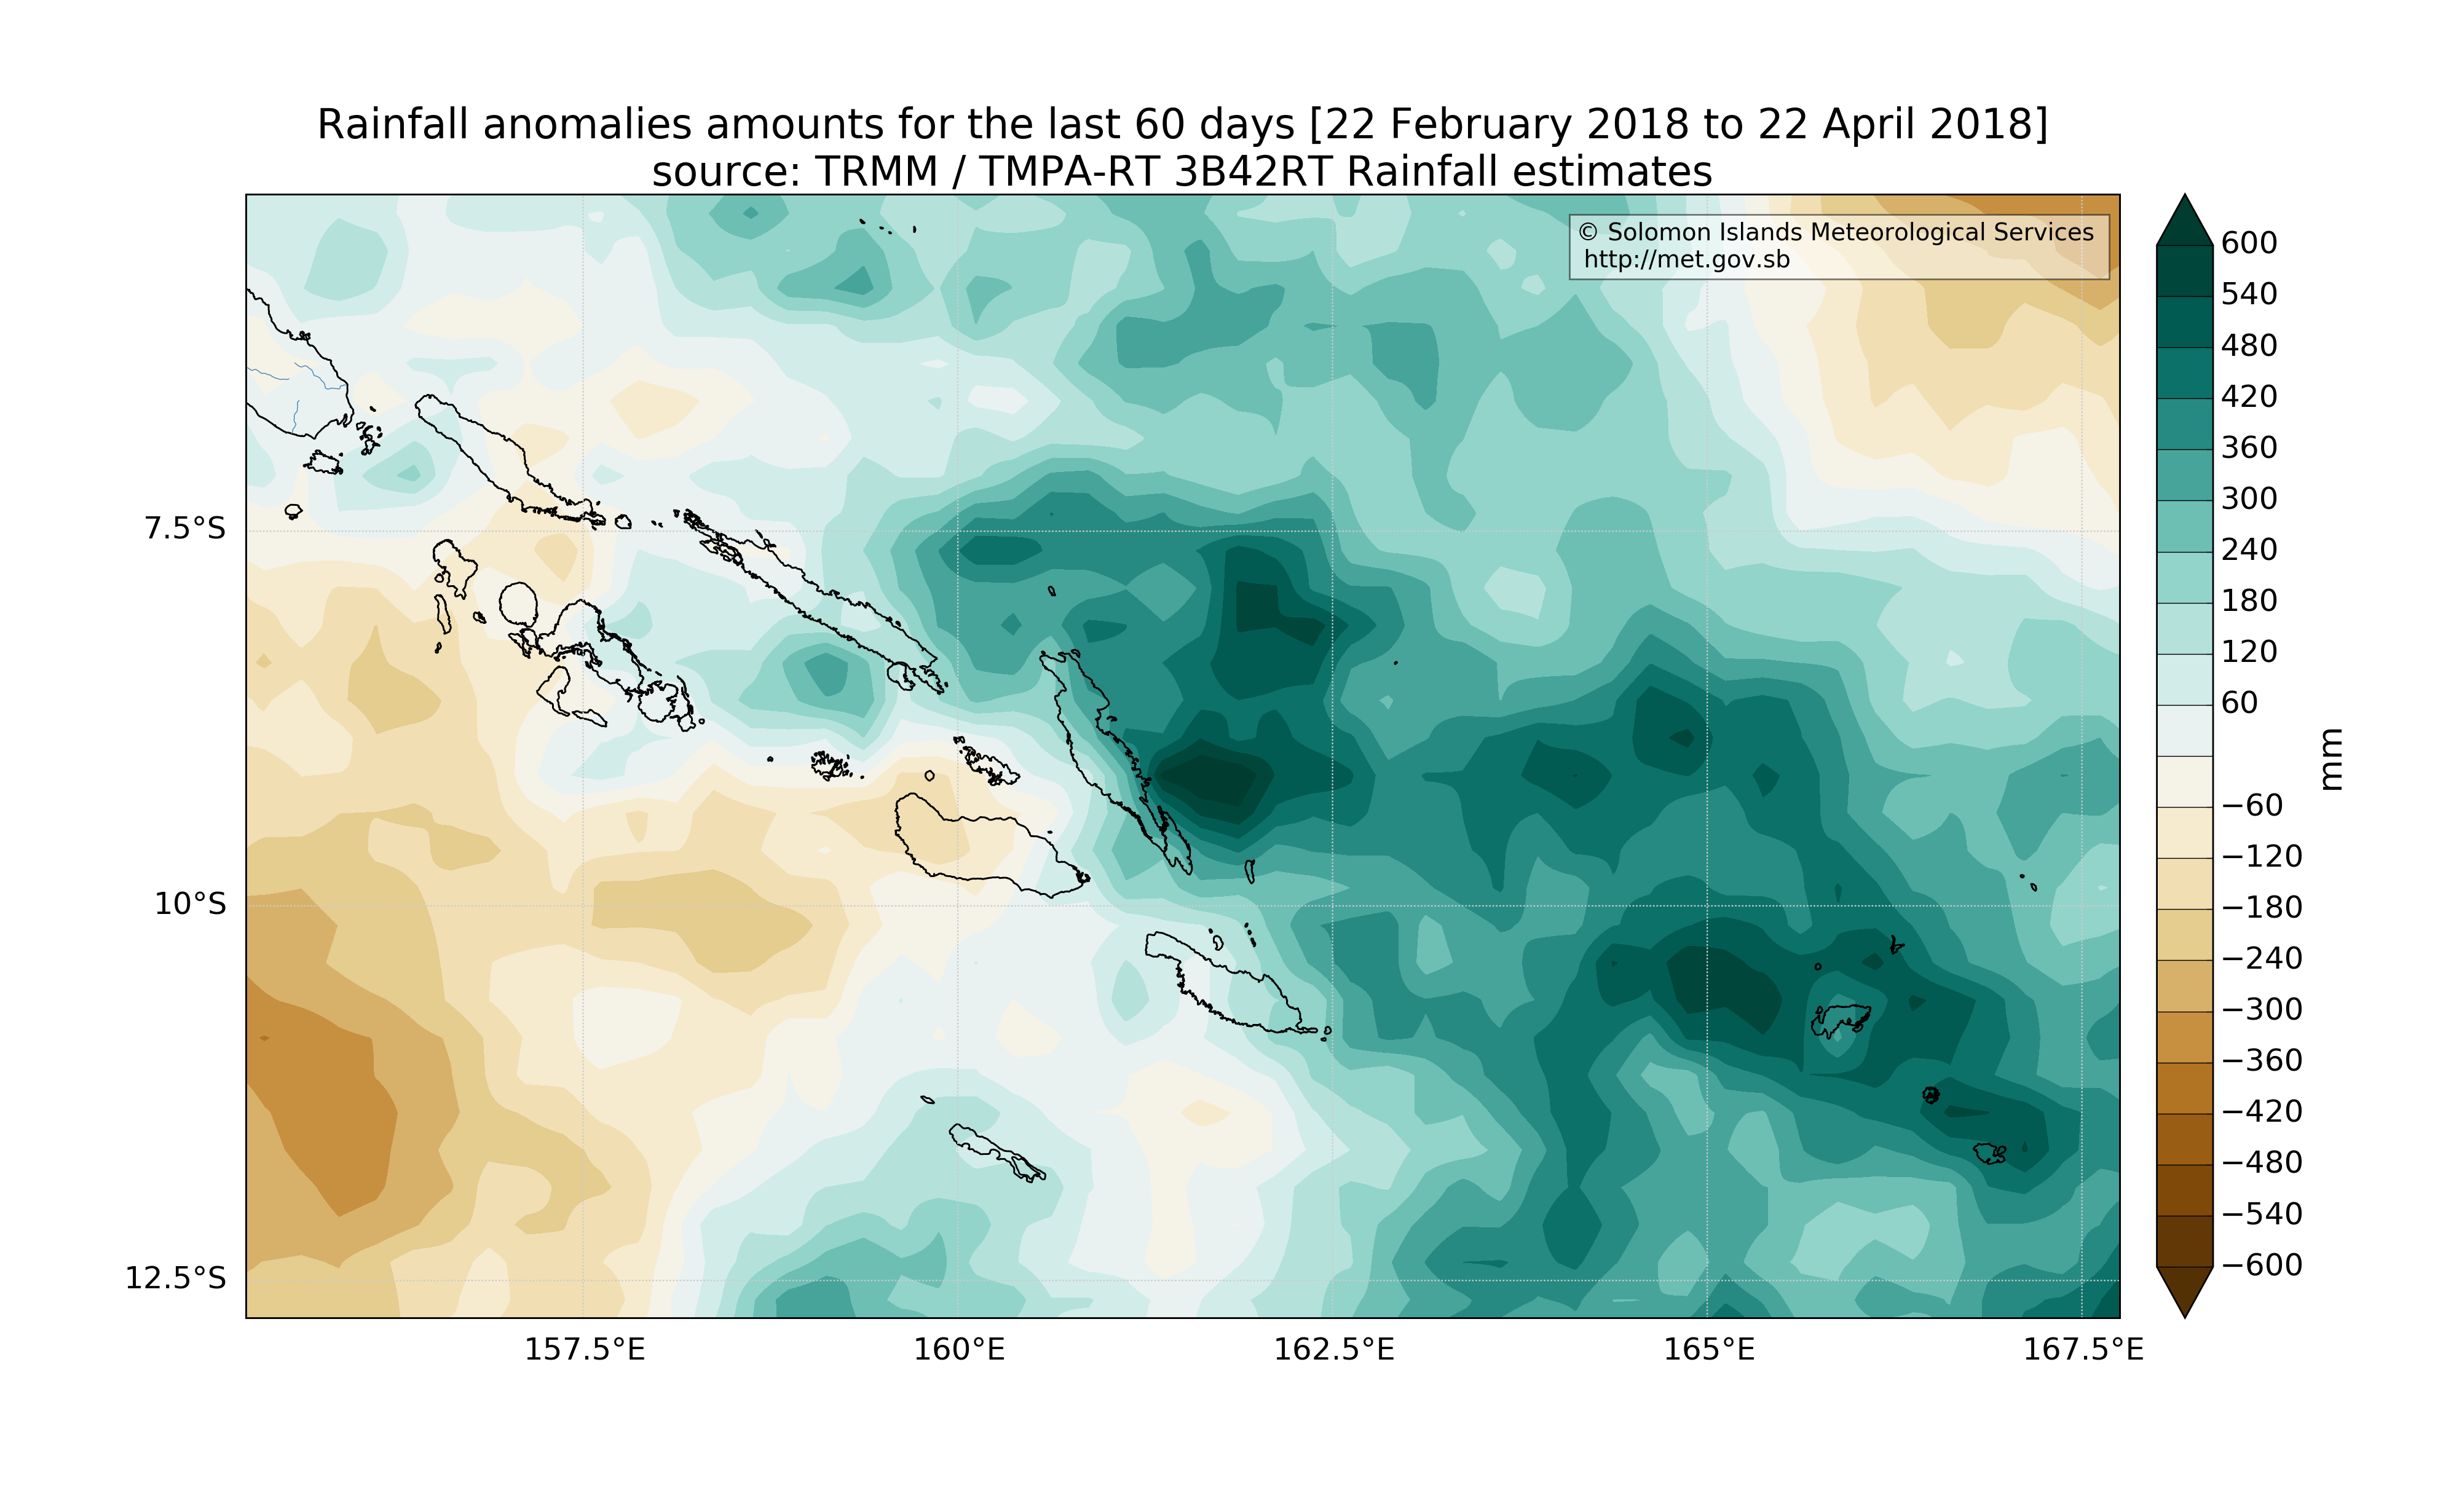 Rainfall anomalies amounts for the last 60 days [22 February 2018 to 22 April 2018]
source: TRMM / TMPA-RT 3B42RT Rainfall estimates
© Solomon Islands Meteorological Services
http://met.gov.sb
7.5°S
10°S
12.5°S
157.5°E
160°E
162.5°E
165°E
167.5°E
600
540
480
420
360
300
240
180
120
60
−60
−120
−180
−240
−300
−360
−420
−480
−540
−600
mm